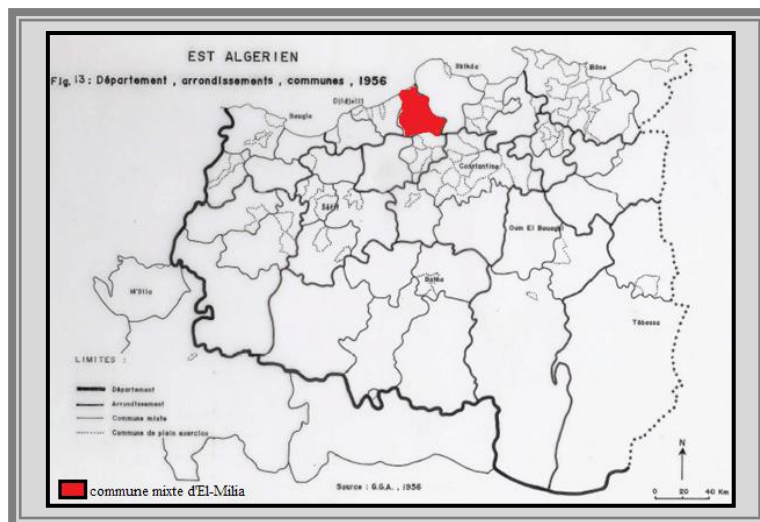 EST ALGERIEN
Fig. 13 : Département , arrondissements , communes , 1956
Skikda
Bône
Djidjelli
Bougie
Constantine
Sétif
Oum El Bouaghi
M'Sila
Batna
Tébessa
LIMITES :
Département
Arrondissement
Commune mixte
Commune de plein exercice
N
commune mixte d'El-Milia
Source : G.G.A. , 1956
0 20 40 Km